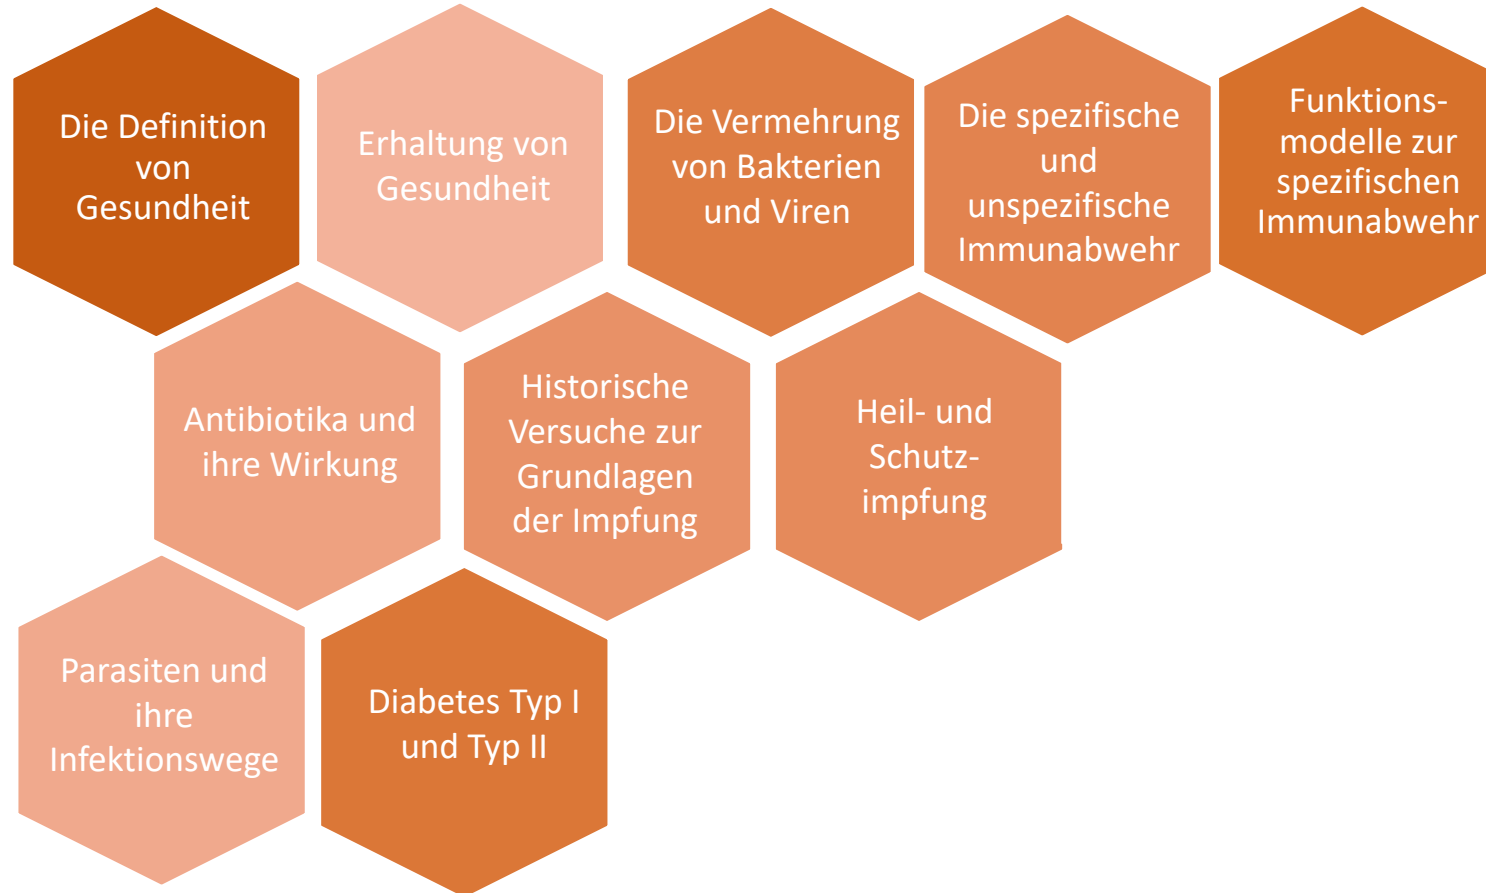 Die Definition
von
Gesundheit
Erhaltung von
Gesundheit
Die Vermehrung
von Bakterien
und Viren
Die spezifische
und
unspezifische
Immunabwehr
Funktions-
modelle zur
spezifischen
Immunabwehr
Antibiotika und
ihre Wirkung
Historische
Versuche zur
Grundlagen
der Impfung
Heil- und
Schutz-
impfung
Parasiten und
ihre
Infektionswege
Diabetes Typ I
und Typ II